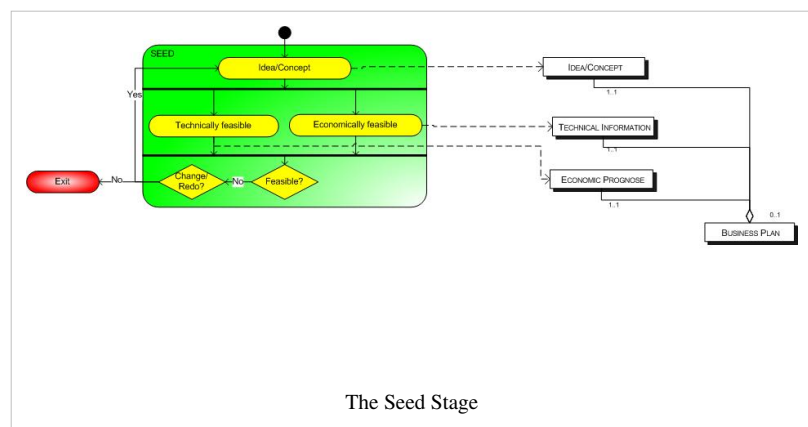 SEED
Idea/Concept
Yes
Technically feasible
Economically feasible
Exit
No
Change/
Redo?
No
Feasible?
IDEA/CONCEPT
1..1
TECHNICAL INFORMATION
1..1
ECONOMIC PROGNOSE
1..1
0..1
BUSINESS PLAN
The Seed Stage